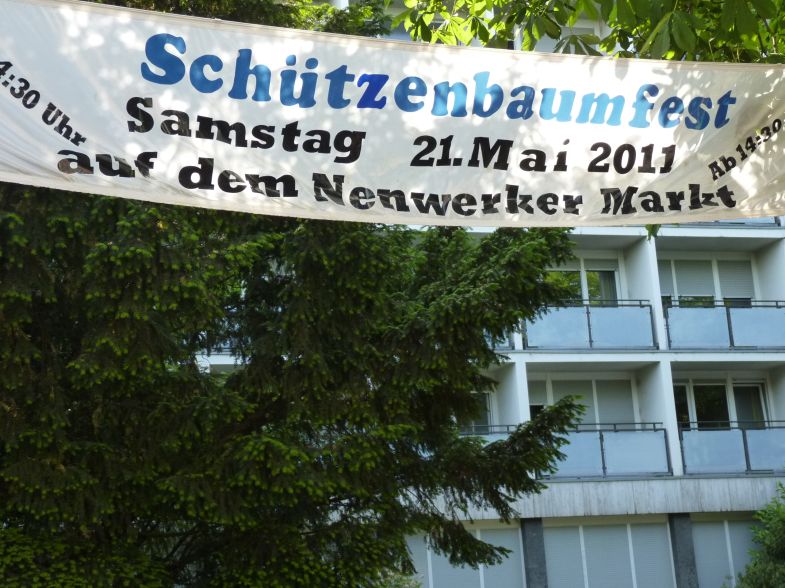 Schützenbaumfest
Samstag 21. Mai 2011
auf dem Nenwerker Markt
4:30 Uhr
Ab 14:30